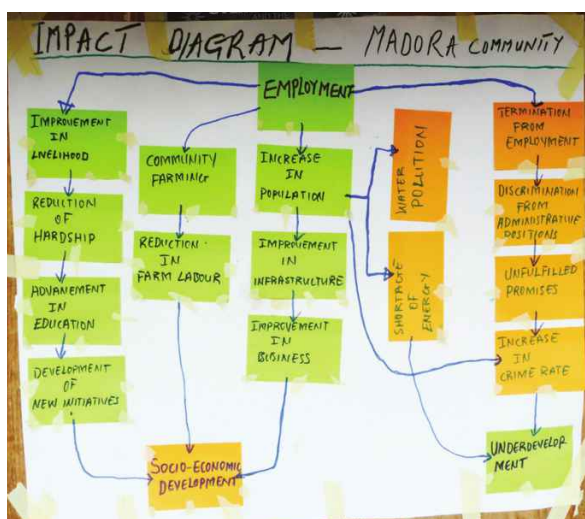 IMPACT DIAGRAM — MADORA COMMUNITY
EMPLOYMENT
IMPROVEMENT
IN
LIVELIHOOD
REDUCTION
OF
HARDSHIP
ADVANEMENT
IN
EDUCATION
DEVELOPMENT
OF
NEW INITIATIVES
COMMUNITY
FARMING
REDUCTION
IN
FARM LABOUR
INCREASE
IN
POPULATION
IMPROVEMENT
IN
INFRASTRUCTURE
IMPROVEMENT
IN
BUSINESS
SOCIO-ECONOMIC
DEVELOPMENT
WATER
POLLUTION
SHORTAGE
OF
ENERGY
TERMINATION
FROM
EMPLOYMENT
DISCRIMINATION
FROM
ADMINISTRATIVE
POSITIONS
UNFULFILLED
PROMISES
INCREASE
IN
CRIME RATE
UNDERDEVELOP
MENT